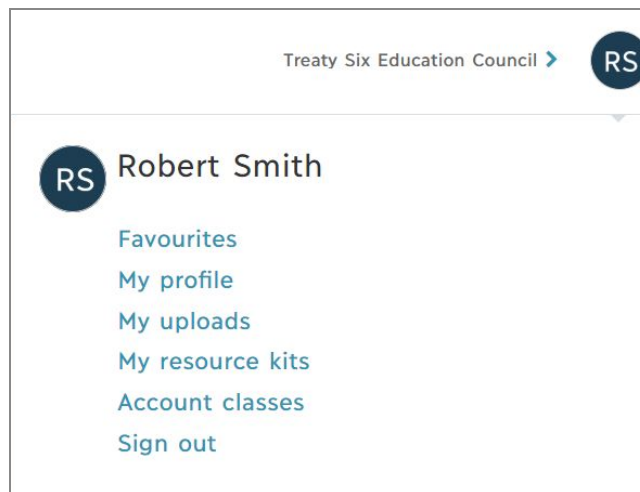 Treaty Six Education Council
RS
RS
Robert Smith
Favourites
My profile
My uploads
My resource kits
Account classes
Sign out